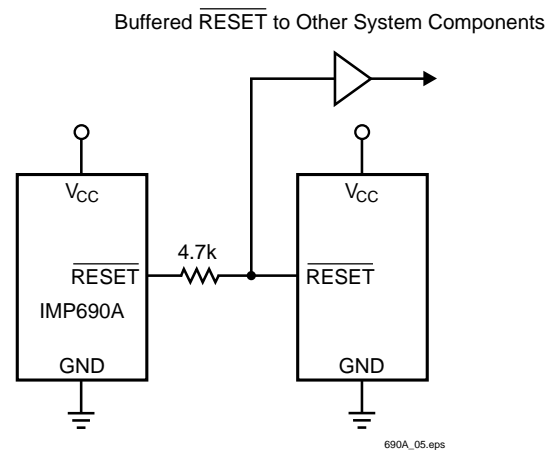 Buffered RESET to Other System Components
VCC
VCC
4.7k
RESET
RESET
IMP690A
GND
GND
690A_05.eps